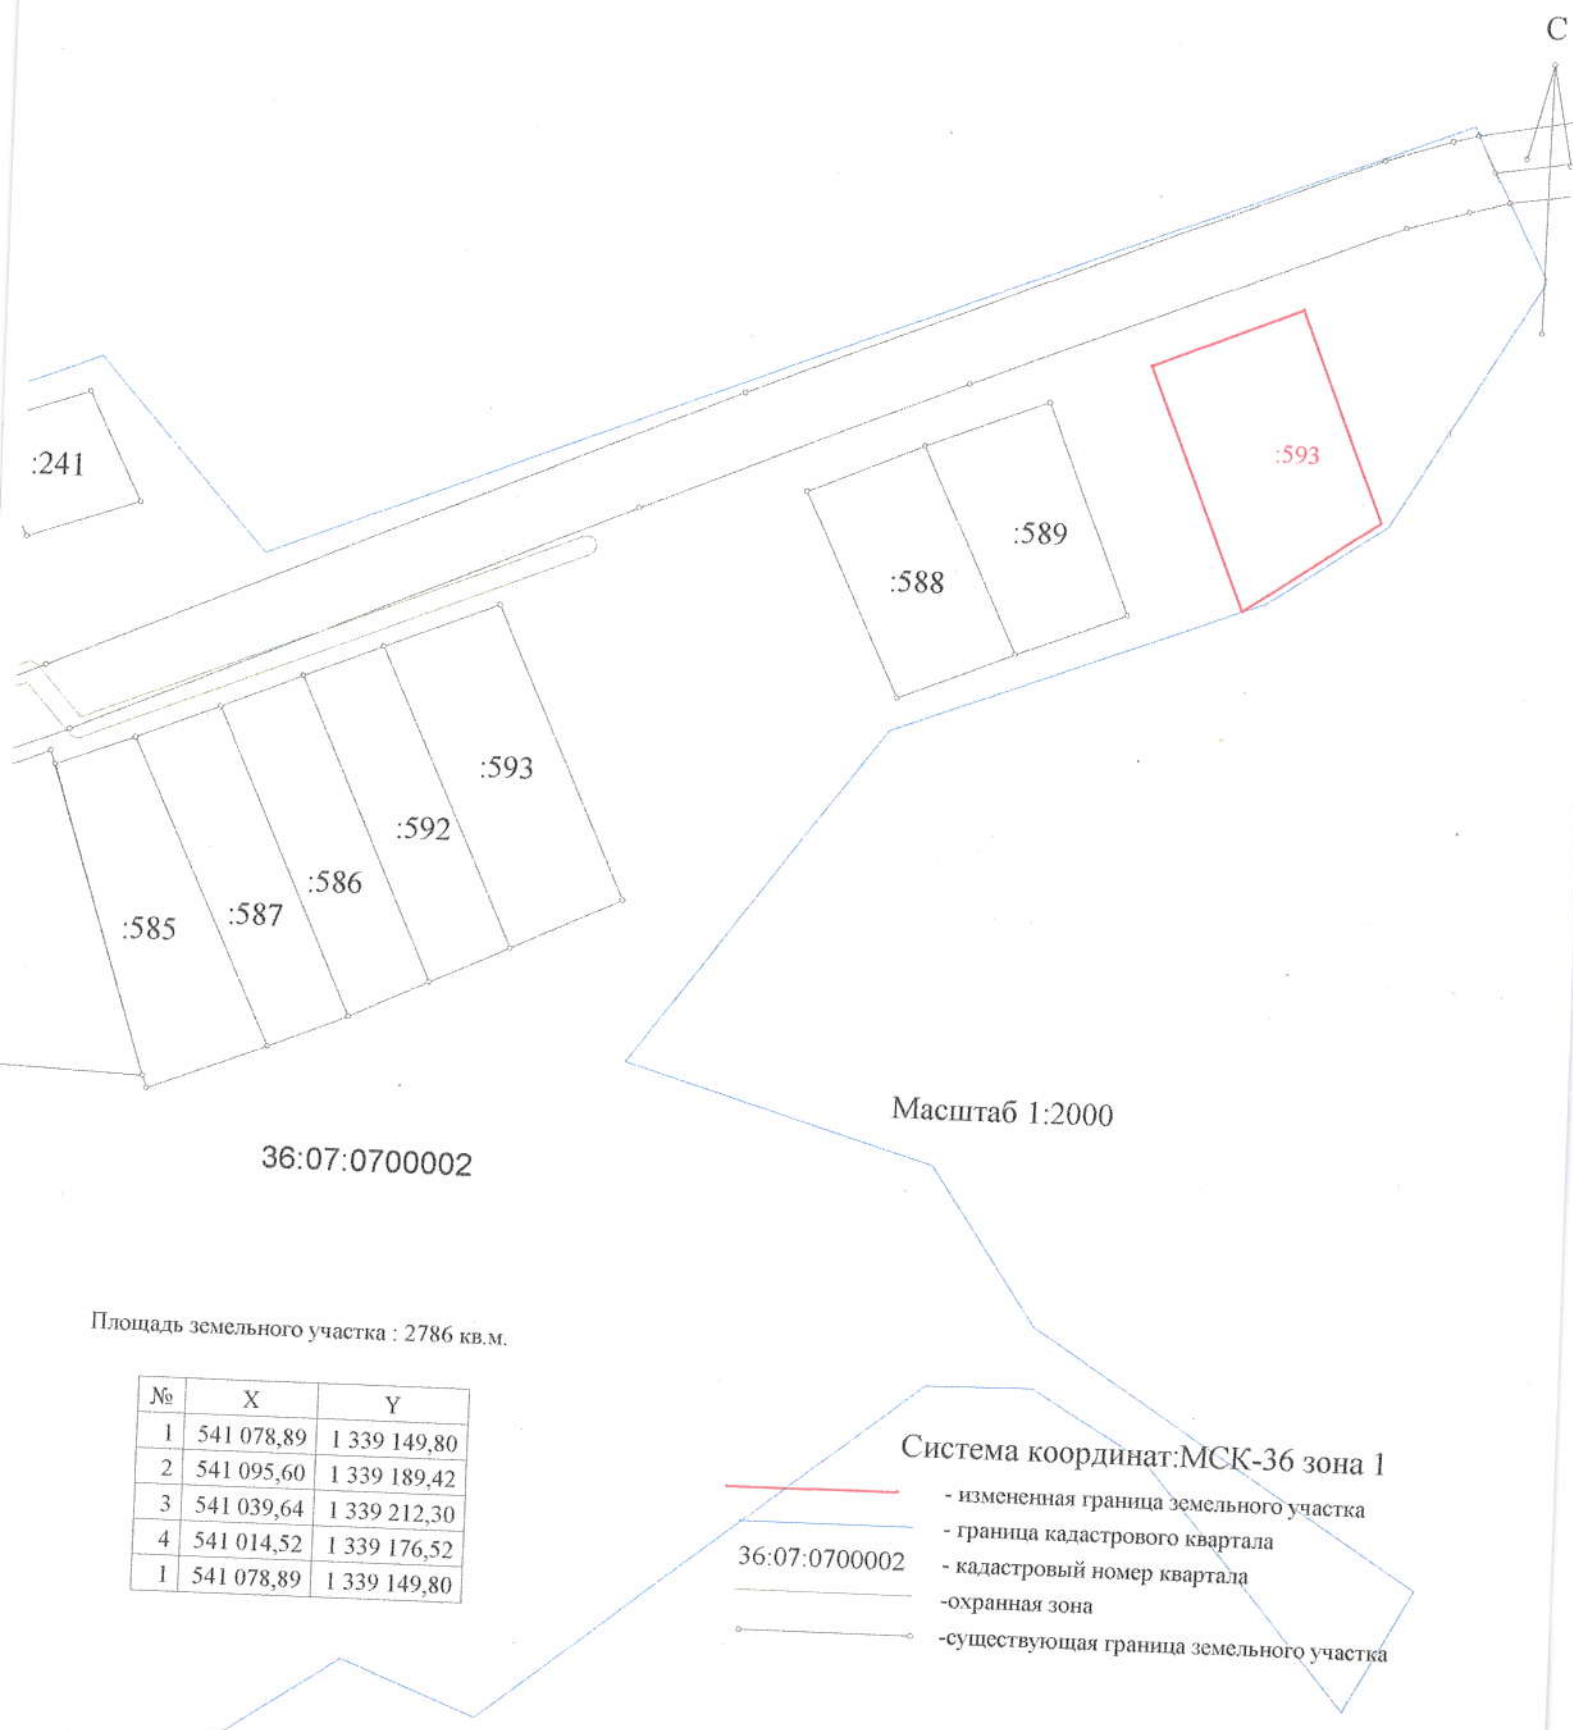 С
:241
:593
:589
:588
:593
:592
:586
:587
:585
Масштаб 1:2000
36:07:0700002
Площадь земельного участка : 2786 кв.м.
№ X Y
1 541 078,89 1 339 149,80
2 541 095,60 1 339 189,42
3 541 039,64 1 339 212,30
4 541 014,52 1 339 176,52
1 541 078,89 1 339 149,80
Система координат:МСК-36 зона 1
- измененная граница земельного участка
- граница кадастрового квартала
36:07:0700002 - кадастровый номер квартала
-охранная зона
-существующая граница земельного участка